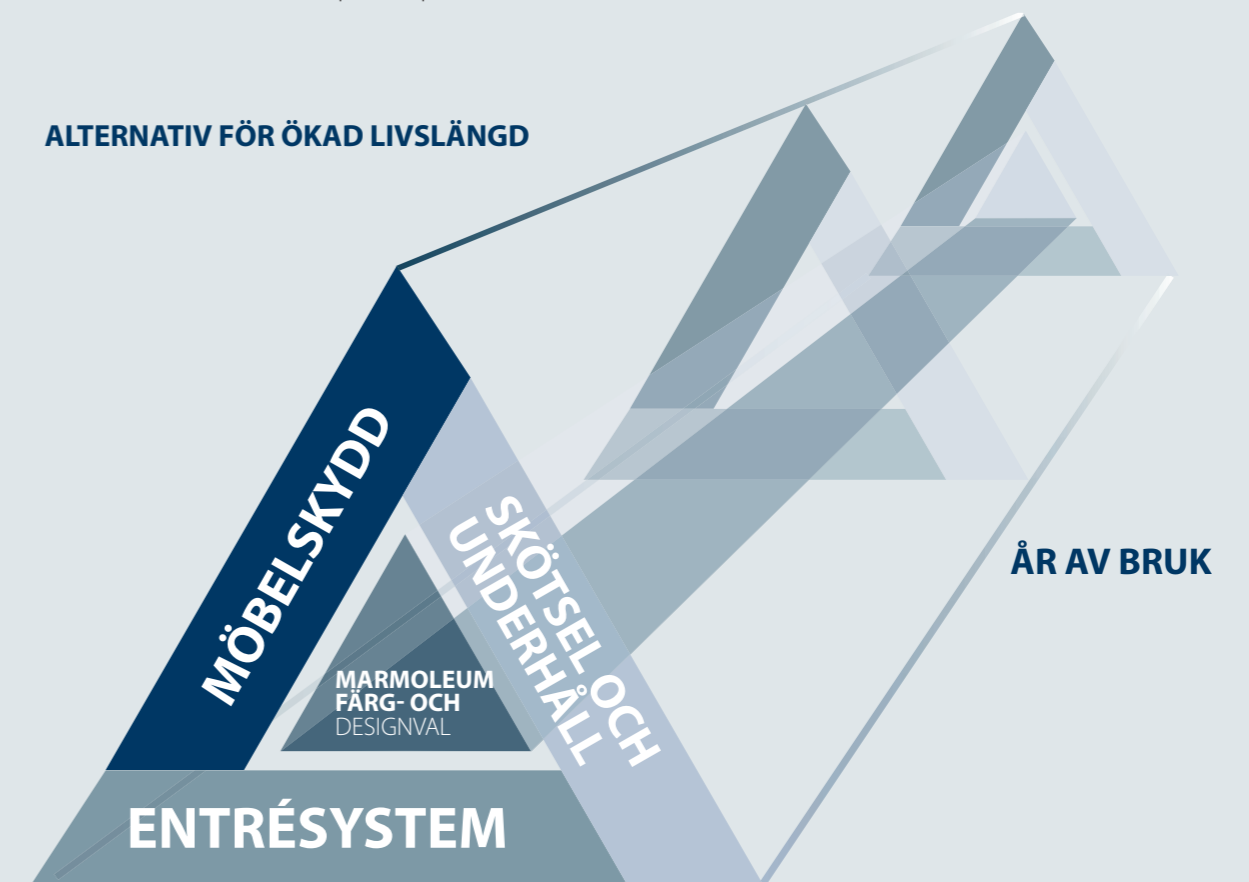 ALTERNATIV FÖR ÖKAD LIVSLÄNGD
MÖBELSKYDD
SKÖTSEL OCH
UNDERHÅLL
MARMOLEUM
FÄRG- OCH
DESIGNVAL
ÅR AV BRUK
ENTRÉSYSTEM